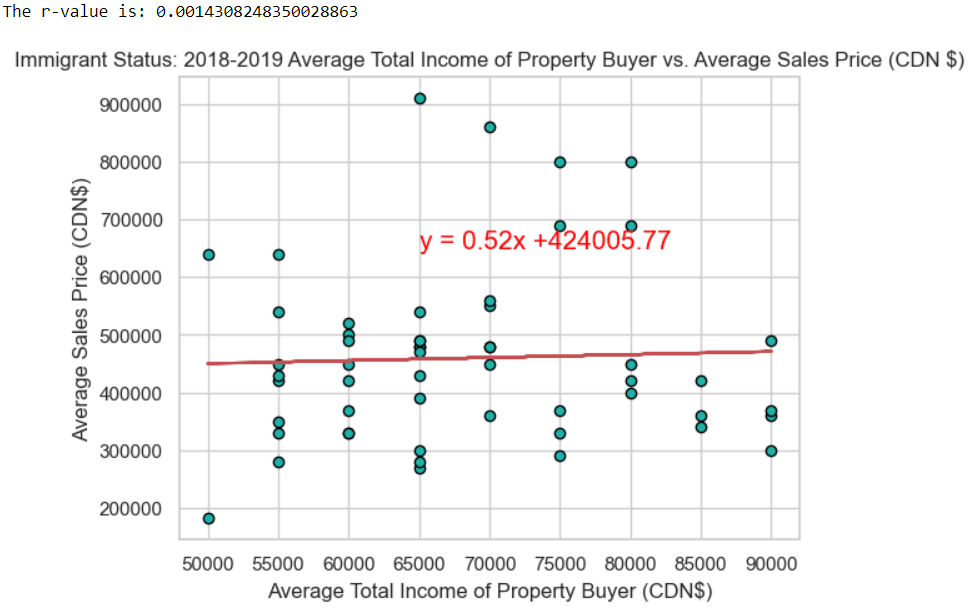 The r-value is: 0.0014308248350028863
Immigrant Status: 2018-2019 Average Total Income of Property Buyer vs. Average Sales Price (CDN $)
900000
800000
700000
600000
500000
400000
300000
200000
Average Sales Price (CDN$)
y = 0.52x +424005.77
50000 55000 60000 65000 70000 75000 80000 85000 90000
Average Total Income of Property Buyer (CDN$)